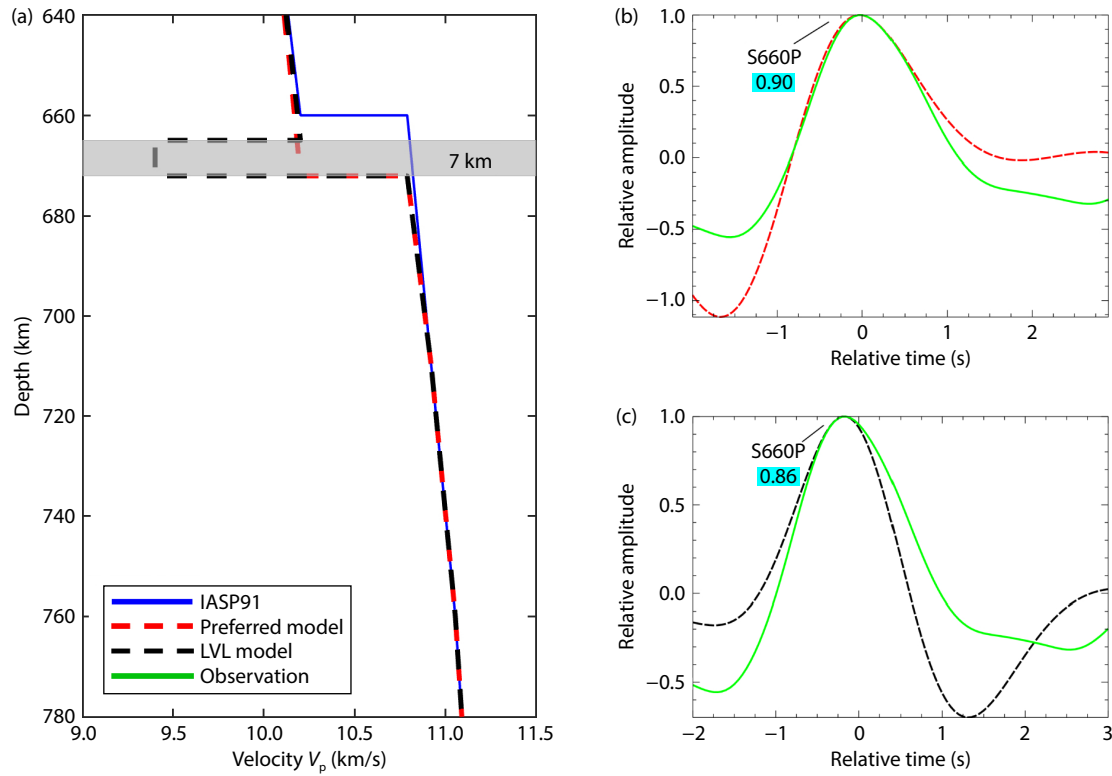 (a)
640
660
680
700
720
740
760
780
Depth (km)
7 km
IASP91
Preferred model
LVL model
Observation
9.0 9.5 10.0 10.5 11.0 11.5
Velocity Vp (km/s)
(b)
1.0
0.5
0.0
−0.5
−1.0
Relative amplitude
S660P
0.90
−1 0 1 2
Relative time (s)
(c)
1.0
0.5
0.0
−0.5
Relative amplitude
S660P
0.86
−2 −1 0 1 2 3
Relative time (s)